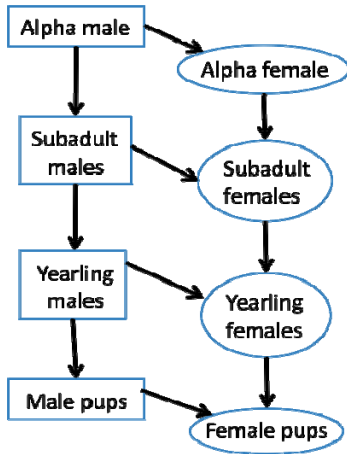 Alpha male
Alpha female
Subadult
males
Subadult
females
Yearling
males
Yearling
females
Male pups
Female pups